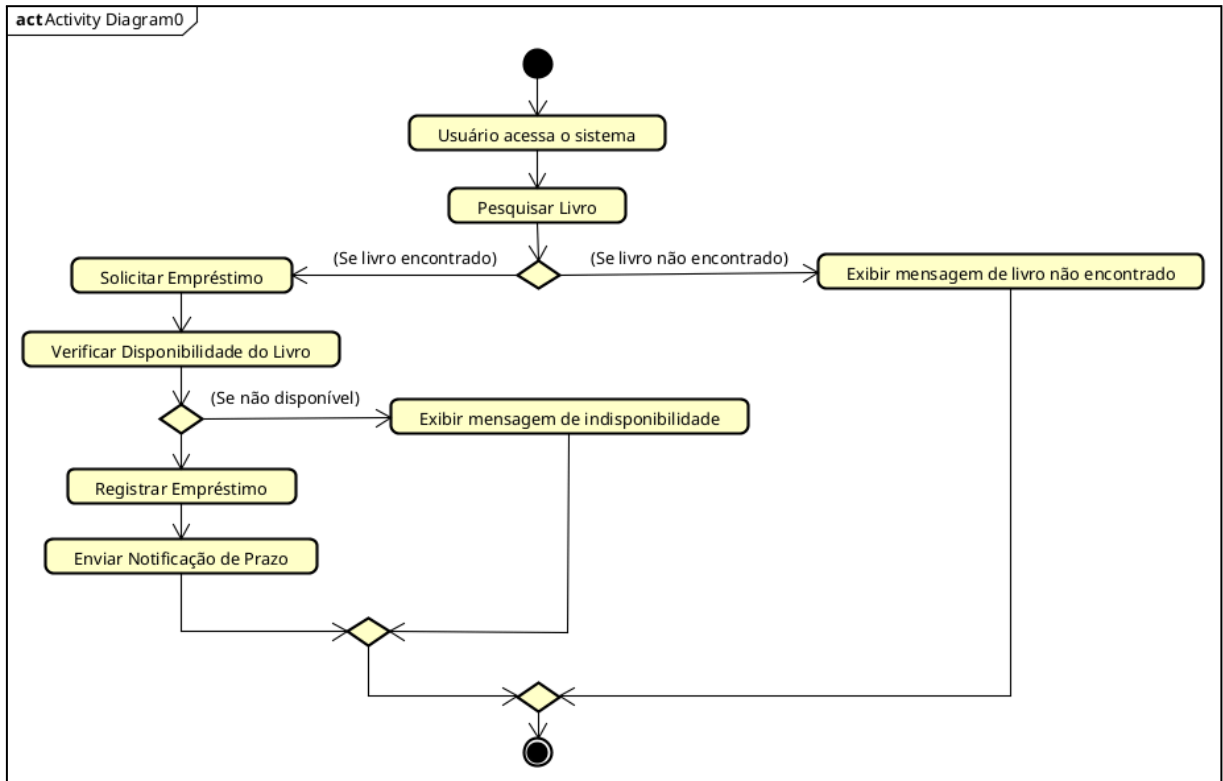 act Activity Diagram0
Usuário acessa o sistema
Pesquisar Livro
(Se livro encontrado)
(Se livro não encontrado)
Solicitar Empréstimo
Exibir mensagem de livro não encontrado
Verificar Disponibilidade do Livro
(Se não disponível)
Exibir mensagem de indisponibilidade
Registrar Empréstimo
Enviar Notificação de Prazo